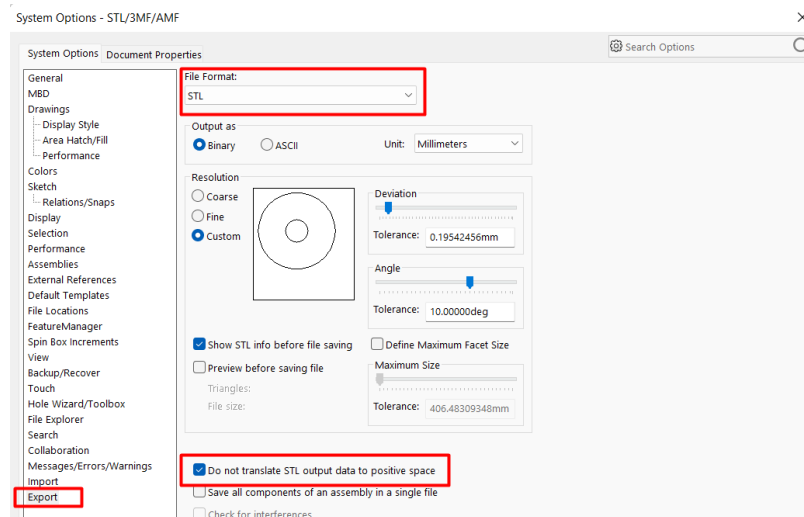 System Options - STL/3MF/AMF
System Options
Document Properties
Search Options
General
MBD
Drawings
Display Style
Area Hatch/Fill
Performance
Colors
Sketch
Relations/Snaps
Display
Selection
Performance
Assemblies
External References
Default Templates
File Locations
FeatureManager
Spin Box Increments
View
Backup/Recover
Touch
Hole Wizard/Toolbox
File Explorer
Search
Collaboration
Messages/Errors/Warnings
Import
Export
File Format:
STL
Output as
Binary
ASCII
Unit: Millimeters
Resolution
Coarse
Fine
Custom
Deviation
Tolerance: 0.19542456mm
Angle
Tolerance: 10.00000deg
Show STL info before file saving
Define Maximum Facet Size
Preview before saving file
Triangles:
File size:
Maximum Size
Tolerance: 406.48309348mm
Do not translate STL output data to positive space
Save all components of an assembly in a single file
Check for interferences